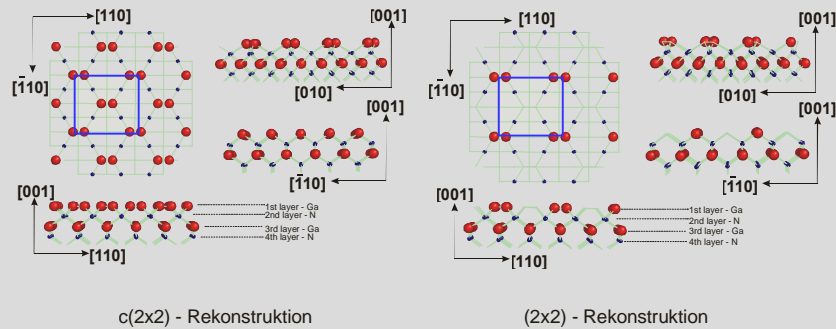 [110]
[001]
[1̄10]
[010]
[001]
[001]
[1̄10]
1st layer - Ga
2nd layer - N
3rd layer - Ga
4th layer - N
[110]
c(2x2) - Rekonstruktion
[110]
[001]
[1̄10]
[010]
[001]
[001]
[1̄10]
1st layer - Ga
2nd layer - N
3rd layer - Ga
4th layer - N
[110]
(2x2) - Rekonstruktion